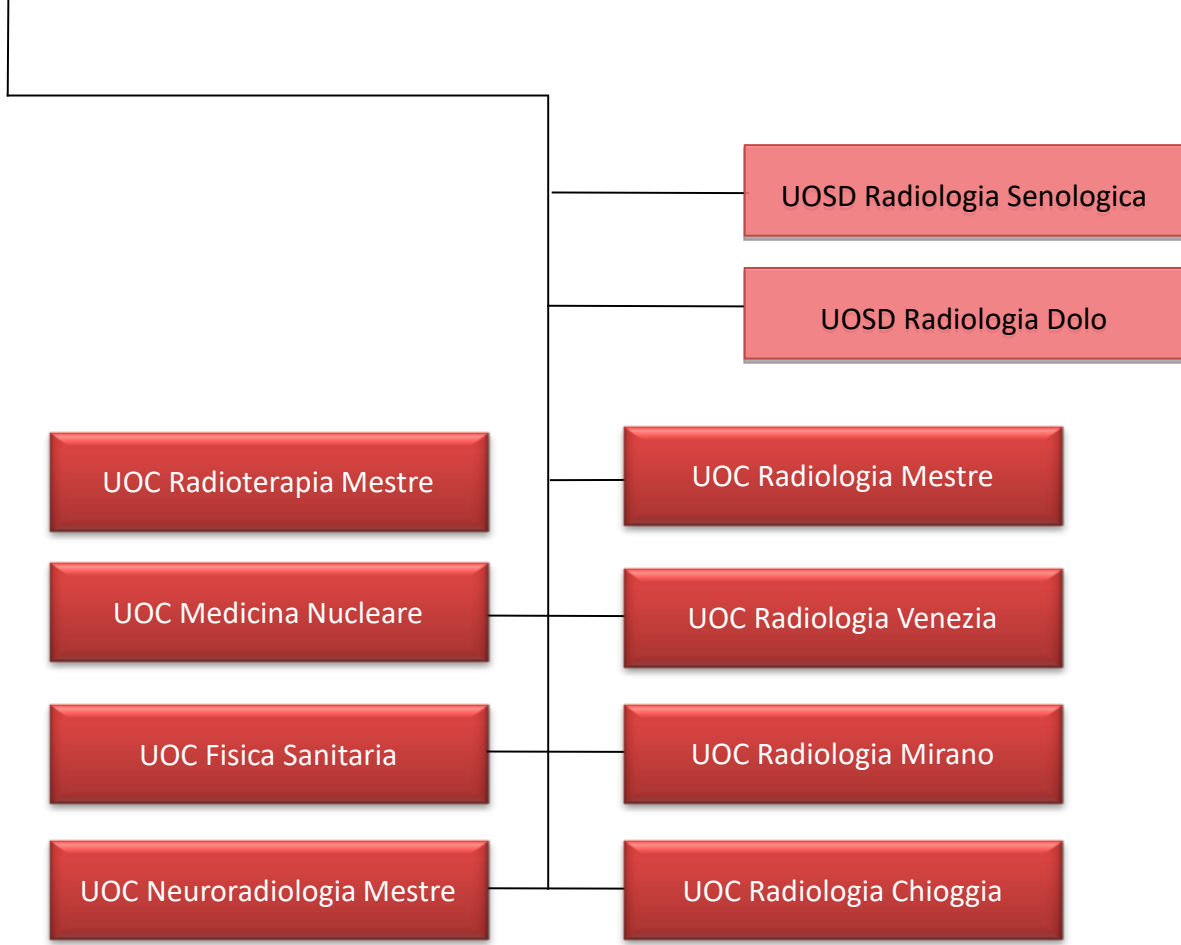 UOSD Radiologia Senologica
UOSD Radiologia Dolo
UOC Radioterapia Mestre
UOC Radiologia Mestre
UOC Medicina Nucleare
UOC Radiologia Venezia
UOC Fisica Sanitaria
UOC Radiologia Mirano
UOC Neuroradiologia Mestre
UOC Radiologia Chioggia